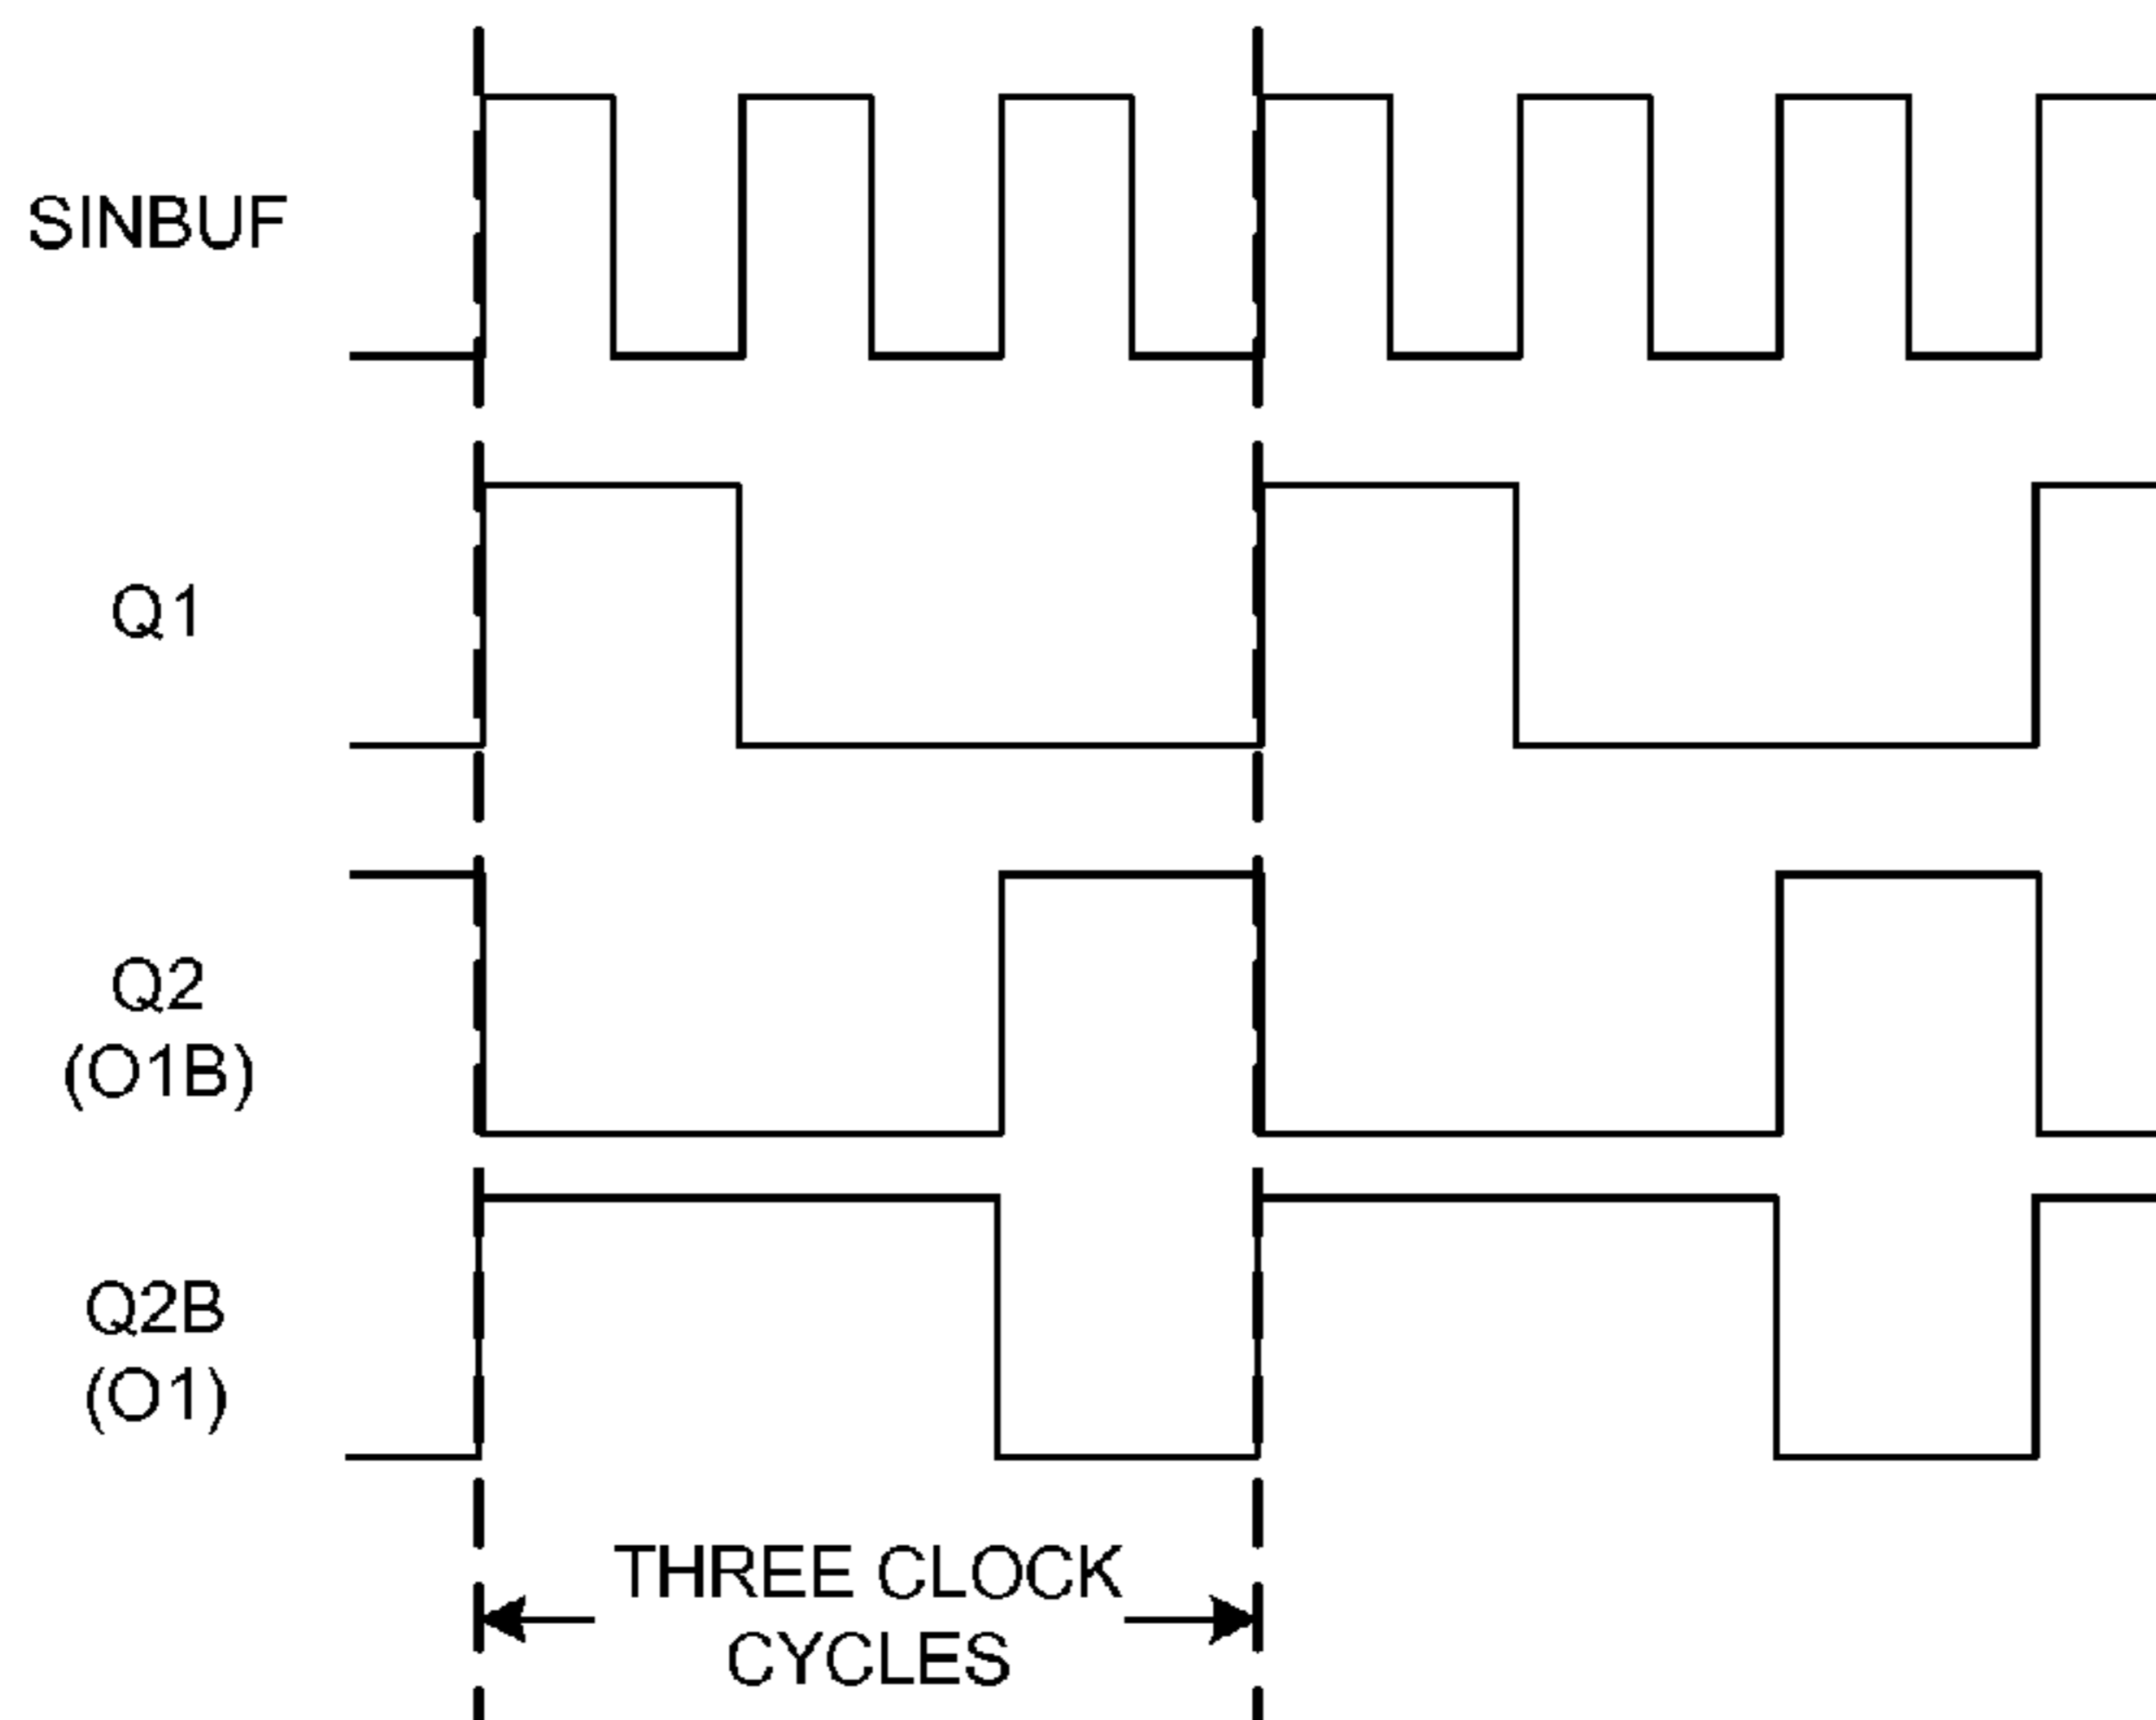 SINBUF
Q1
Q2
(O1B)
Q2B
(O1)
THREE CLOCK
CYCLES